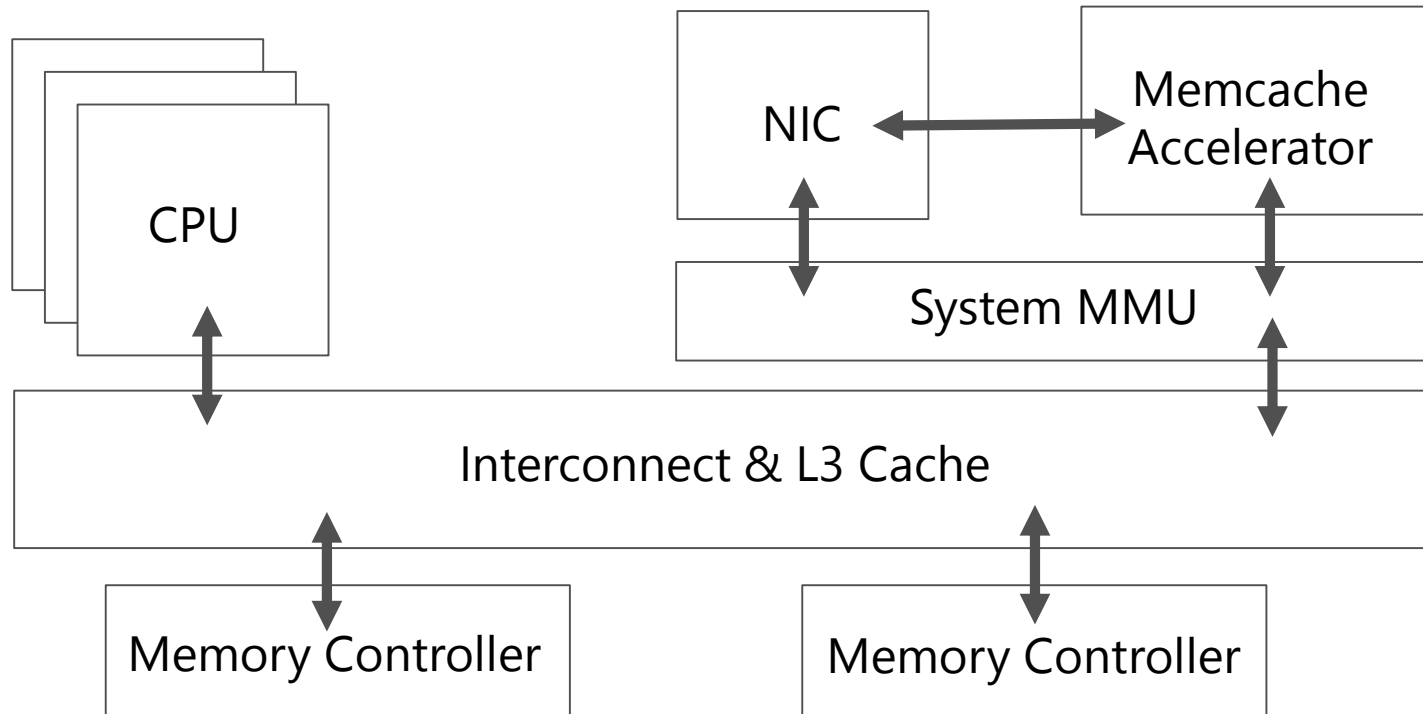 NIC
Memcache
Accelerator
CPU
System MMU
Interconnect & L3 Cache
Memory Controller
Memory Controller